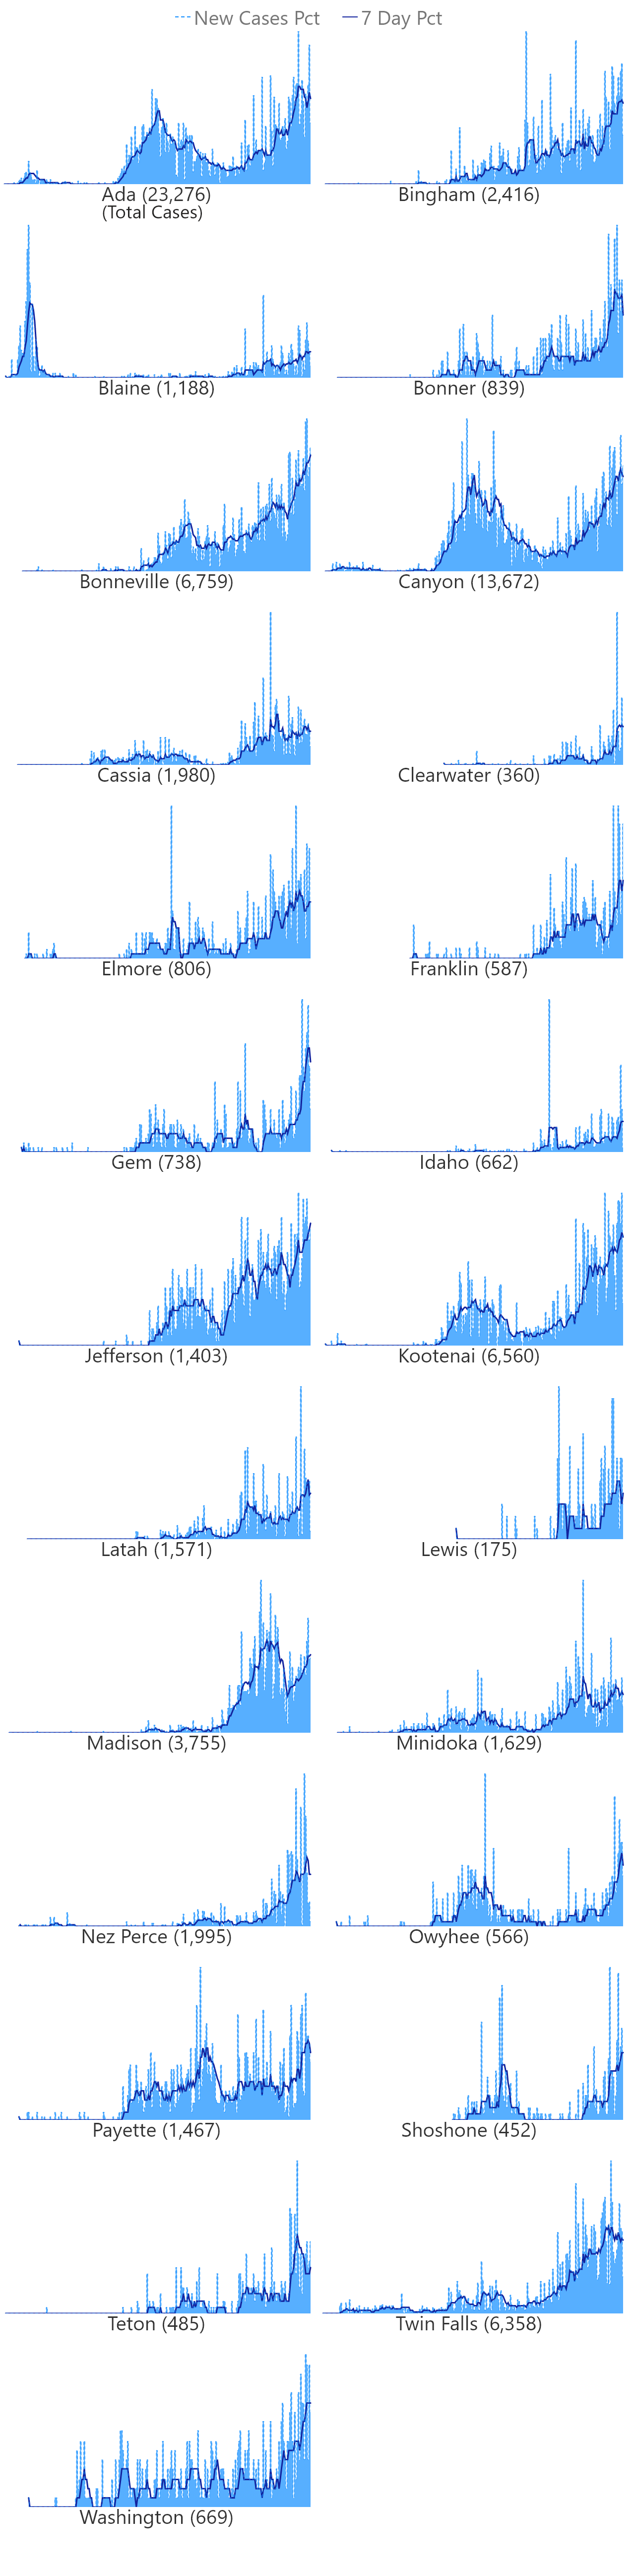 New Cases Pct 7 Day Pct
Ada (23,276) Bingham (2,416)
(Total Cases)
Blaine (1,188) Bonner (839)
Bonneville (6,759) Canyon (13,672)
Cassia (1,980) Clearwater (360)
Elmore (806) Franklin (587)
Gem (738) Idaho (662)
Jefferson (1,403) Kootenai (6,560)
Latah (1,571) Lewis (175)
Madison (3,755) Minidoka (1,629)
Nez Perce (1,995) Owyhee (566)
Payette (1,467) Shoshone (452)
Teton (485) Twin Falls (6,358)
Washington (669)